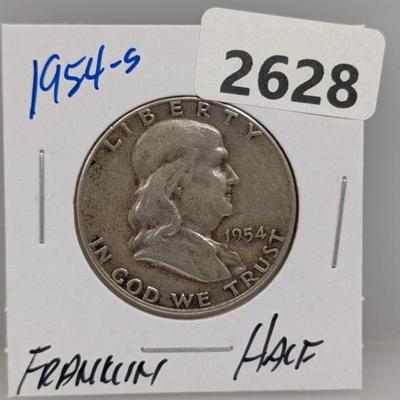 1954-S
2628
LIBERTY
1954
IN GOD WE TRUST
FRANKLIN HALF